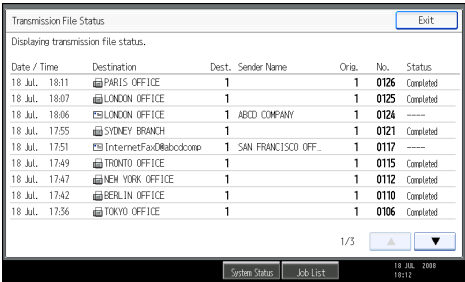 Transmission File Status Exit
Displaying transmission file status.
Date / Time Destination Dest. Sender Name Orig. No. Status
18 Jul. 18:11 PARIS OFFICE 1 1 0126 Completed
18 Jul. 18:07 LONDON OFFICE 1 1 0125 Completed
18 Jul. 18:06 LONDON OFFICE 1 ABCD COMPANY 1 0124 -----
18 Jul. 17:55 SYDNEY BRANCH 1 1 0121 Completed
18 Jul. 17:51 InternetFaxD@abcdcomp 1 SAN FRANCISCO OFF... 1 0117 -----
18 Jul. 17:49 TRONTO OFFICE 1 1 0115 Completed
18 Jul. 17:47 NEW YORK OFFICE 1 1 0112 Completed
18 Jul. 17:42 BERLIN OFFICE 1 1 0110 Completed
18 Jul. 17:36 TOKYO OFFICE 1 1 0106 Completed
1/3 ▲ ▼
System Status Job List 18 JUL 2008
18:12